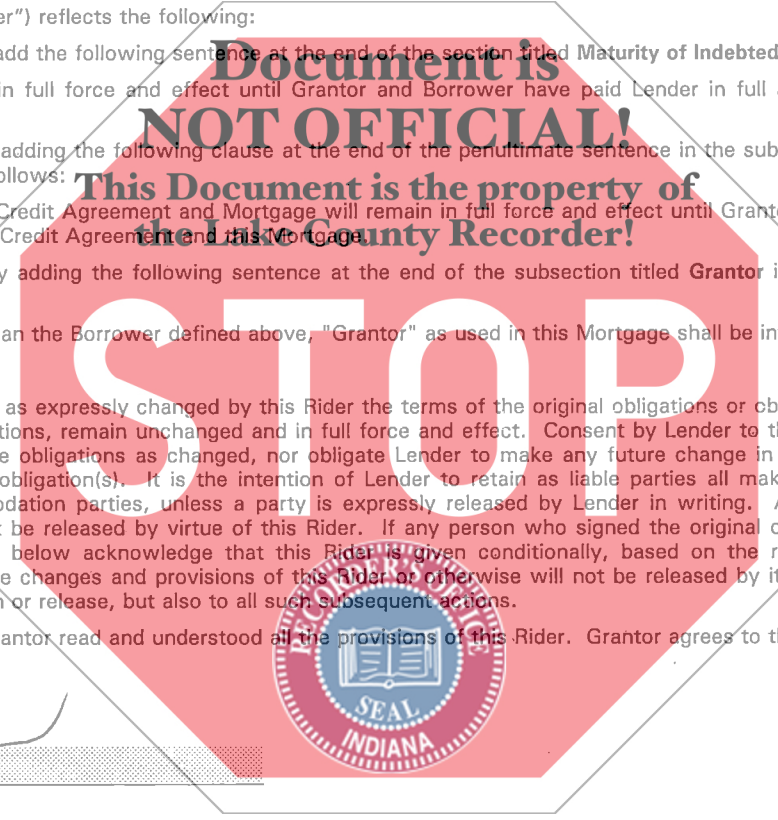 er") reflects the following:
Document is
add the following sentence at the end of the section titled Maturity of Indebted
in full force and effect until Grantor and Borrower have paid Lender in full
NOT OFFICIAL!
adding the following clause at the end of the penultimate sentence in the sub
ollows:
This Document is the property of
Credit Agreement and Mortgage will remain in full force and effect until Granto
the Lake County Recorder!
Credit Agreement and this Mortgage.
y adding the following sentence at the end of the subsection titled Grantor i
STOP
an the Borrower defined above, "Grantor" as used in this Mortgage shall be in
as expressly changed by this Rider the terms of the original obligations or ob
tions, remain unchanged and in full force and effect. Consent by Lender to th
e obligations as changed, nor obligate Lender to make any future change in
obligation(s). It is the intention of Lender to retain as liable parties all mak
odation parties, unless a party is expressly released by Lender in writing. A
t be released by virtue of this Rider. If any person who signed the original o
below acknowledge that this Rider is given conditionally, based on the r
e changes and provisions of this Rider or otherwise will not be released by it
n or release, but also to all such subsequent actions.
antor read and understood all the provisions of this Rider. Grantor agrees to th
RECORDER'S OFFICE
SEAL
INDIANA